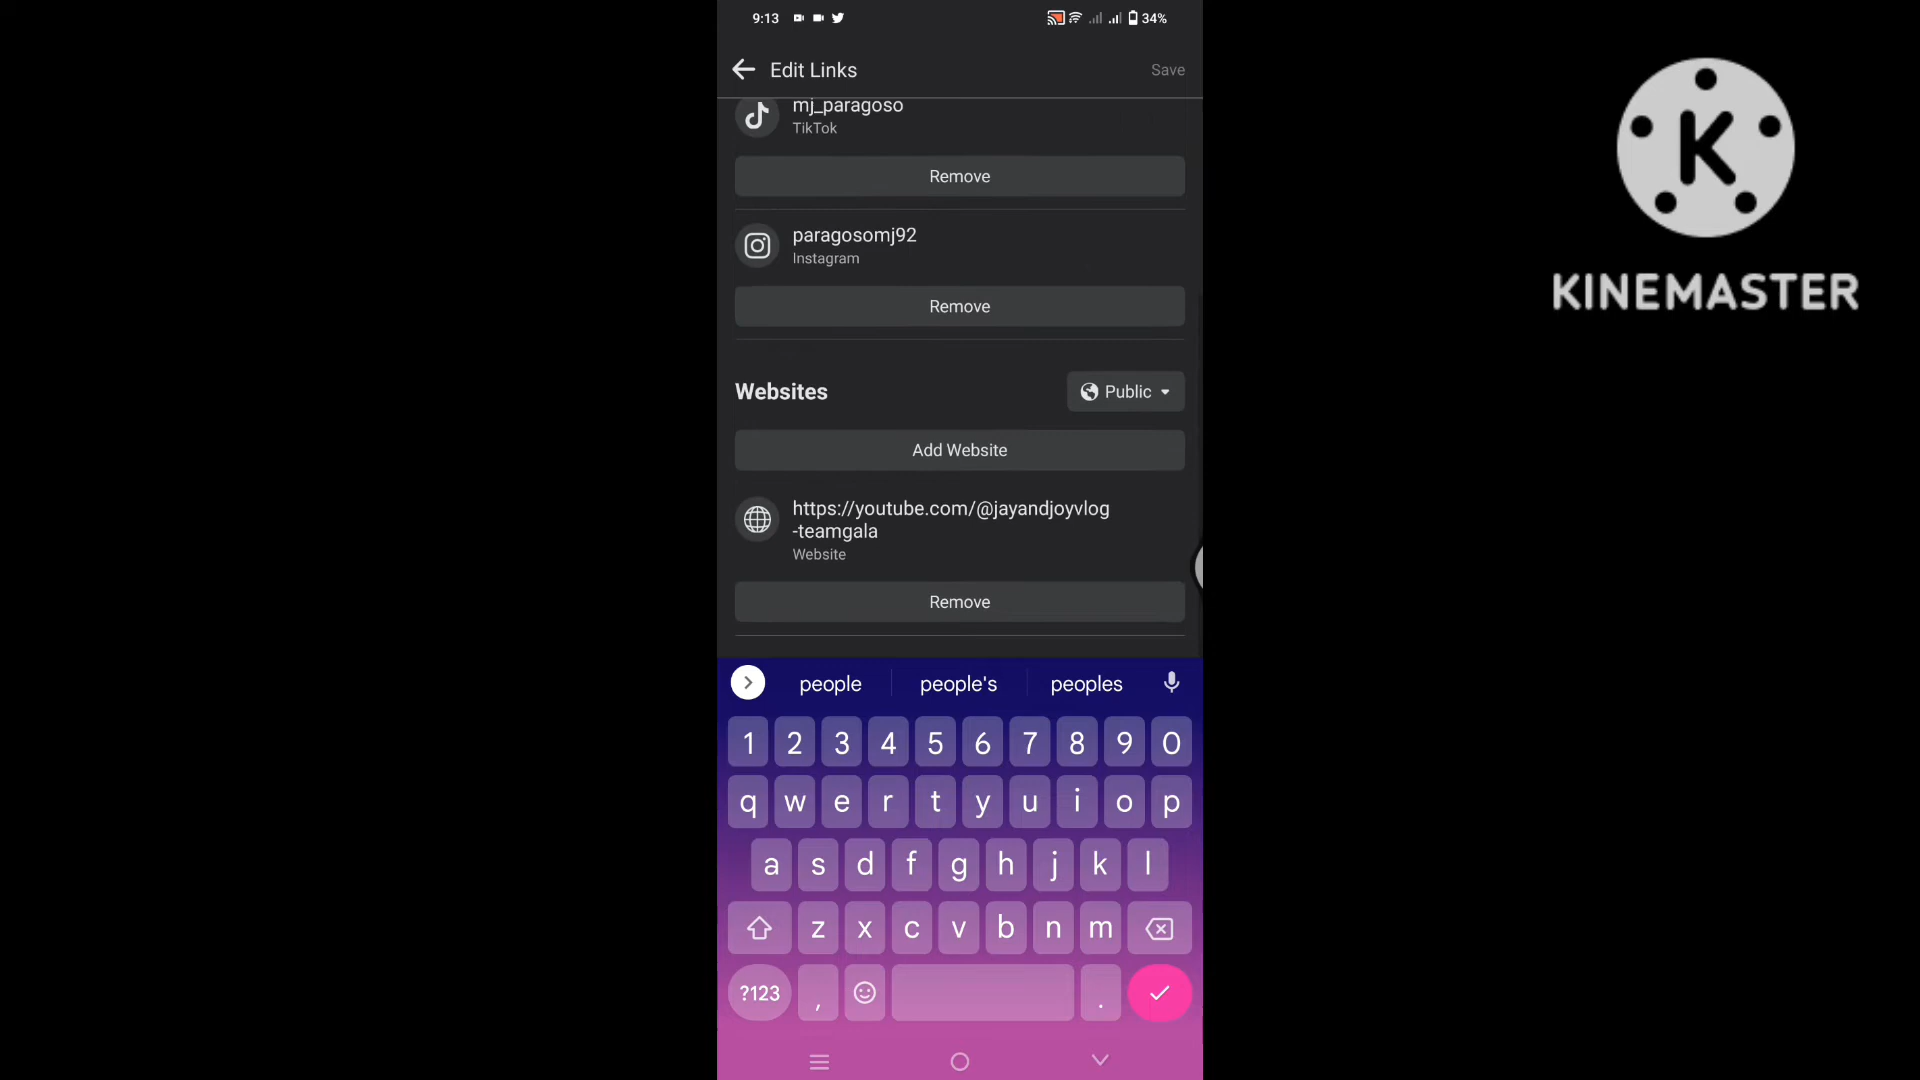 9:13
34%
Edit Links
Save
mj_paragoso
TikTok
Remove
paragosomj92
Instagram
Remove
Websites
Public
Add Website
https://youtube.com/@jayandjoyvlog
-teamgala
Website
Remove
people people's peoples
1 2 3 4 5 6 7 8 9 0
q w e r t y u i o p
a s d f g h j k l
z x c v b n m
?123 , .
K
KINEMASTER